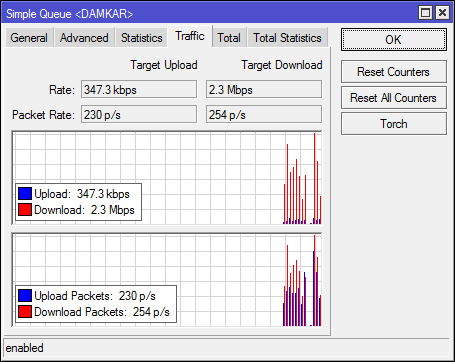 Simple Queue <DAMKAR>
General Advanced Statistics Traffic Total Total Statistics
Target Upload Target Download
Rate: 347.3 kbps 2.3 Mbps
Packet Rate: 230 p/s 254 p/s
Upload: 347.3 kbps
Download: 2.3 Mbps
Upload Packets: 230 p/s
Download Packets: 254 p/s
OK
Reset Counters
Reset All Counters
Torch
enabled